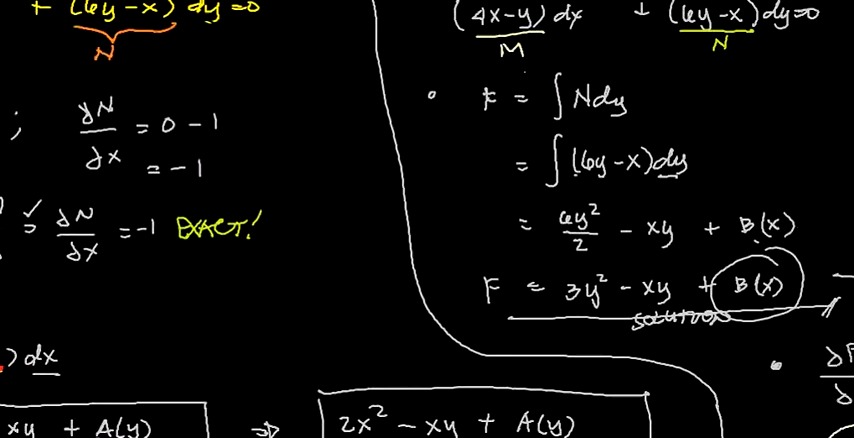 + (6y-x) dy =0
N
; ∂N/∂x = 0 - 1
= -1
= ∂N/∂x = -1 EXACT!
) dx
xy + A(y) ⇒ 2x² - xy + A(y)
(4x-y) dx + (6y-x) dy=0
M N
• F = ∫ N dy
= ∫ (6y-x) dy
= 6y²/2 - xy + B(x)
F = 3y² - xy + B(x)
• ∂F
∂